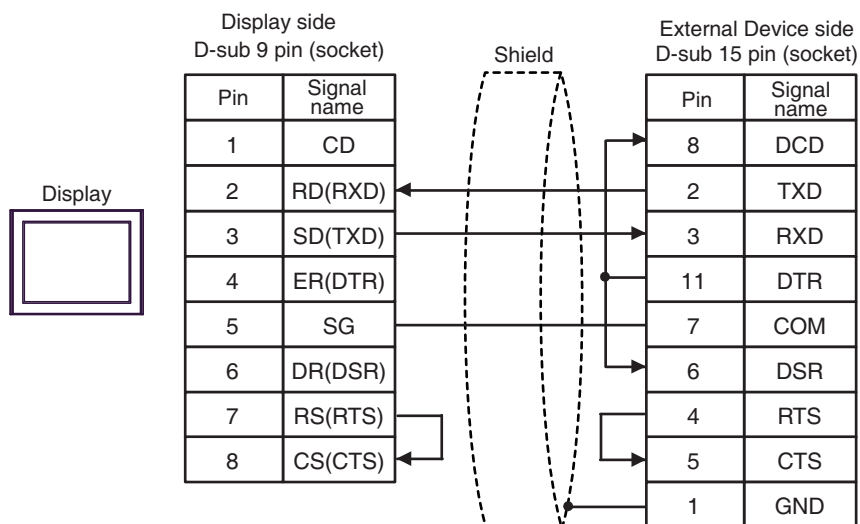 Display side
D-sub 9 pin (socket)
Shield
External Device side
D-sub 15 pin (socket)
Display
Pin Signal name
1 CD
2 RD(RXD)
3 SD(TXD)
4 ER(DTR)
5 SG
6 DR(DSR)
7 RS(RTS)
8 CS(CTS)
Pin Signal name
8 DCD
2 TXD
3 RXD
11 DTR
7 COM
6 DSR
4 RTS
5 CTS
1 GND